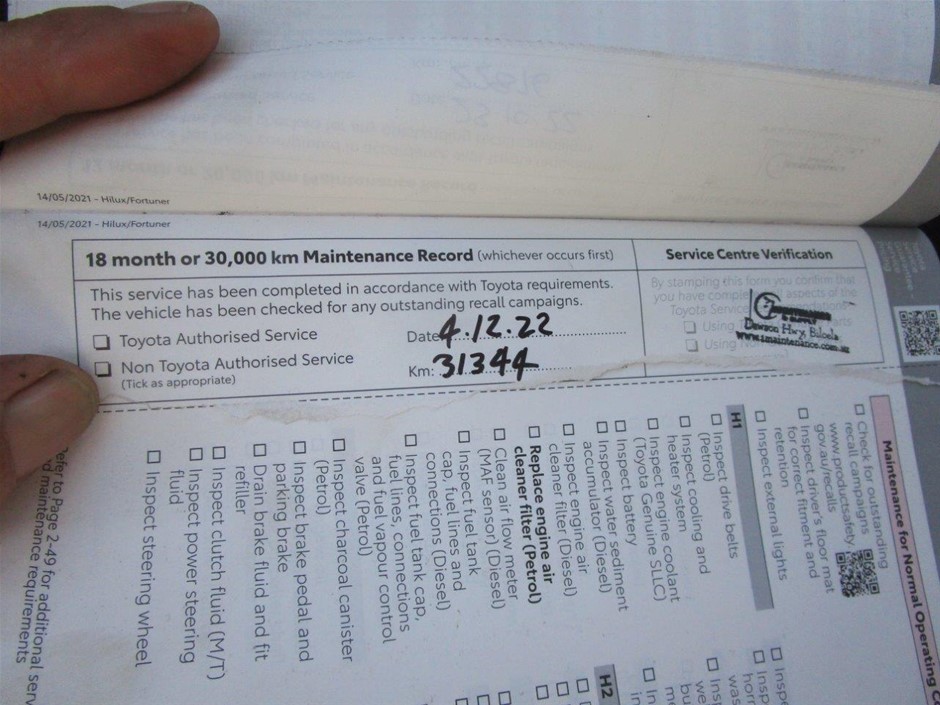 14/05/2021 – Hilux/Fortuner
14/05/2021 – Hilux/Fortuner
18 month or 30,000 km Maintenance Record (whichever occurs first)
This service has been completed in accordance with Toyota requirements.
The vehicle has been checked for any outstanding recall campaigns.
Toyota Authorised Service
Non Toyota Authorised Service
(Tick as appropriate)
Date 4.12.22
Km: 31344
Service Centre Verification
By stamping this form you confirm that
you have aspects of the
Toyota Service
Using
Using
Dawson Hwy, Biloela
Maintenance for Normal Operating
Check for outstanding
recall campaigns
www.productsafety.
gov.au/recalls
Inspect driver's floor mat
for correct fitment and
retention
Inspect external lights
H1
Inspect drive belts
(Petrol)
Inspect cooling and
heater system
Inspect engine coolant
(Toyota Genuine SLLC)
Inspect battery
Inspect water sediment
accumulator (Diesel)
Inspect engine air
cleaner filter (Diesel)
Replace engine air
cleaner filter (Petrol)
Clean air flow meter
(MAF sensor) (Diesel)
Inspect fuel tank
cap, fuel lines and
connections (Diesel)
Inspect fuel tank cap,
fuel lines, connections
and fuel vapour control
valve (Petrol)
Inspect charcoal canister
(Petrol)
Inspect brake pedal and
parking brake
Drain brake fluid and fit
refiller
Inspect clutch fluid (M/T)
Inspect power steering
fluid
Inspect steering wheel
H2
efer to Page 2-49 for additional serv
d maintenance requirements